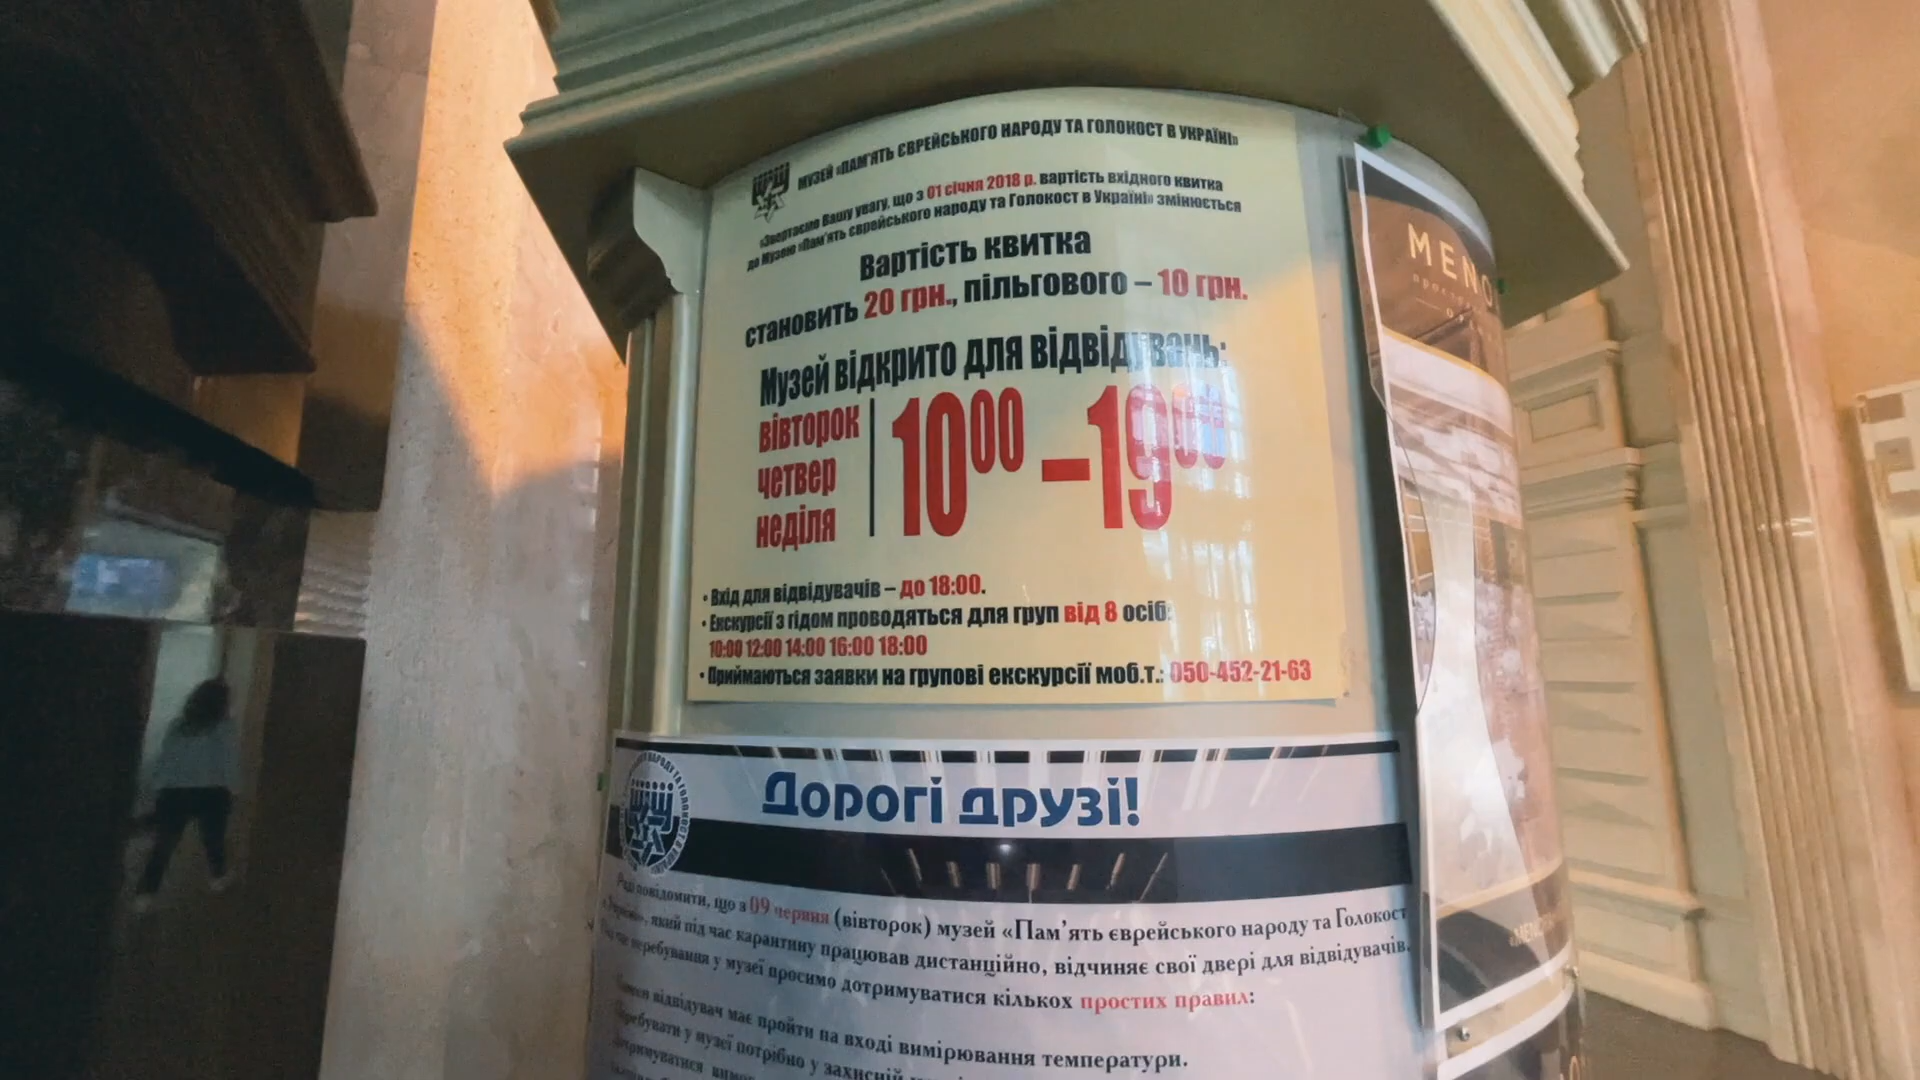 МУЗЕЙ «ПАМ'ЯТЬ ЄВРЕЙСЬКОГО НАРОДУ ТА ГОЛОКОСТ В УКРАЇНІ»
«Звертаємо Вашу увагу, що з 01 січня 2018 р. вартість вхідного квитка
до Музею «Пам'ять єврейського народу та Голокост в Україні» змінюється
Вартість квитка
становить 20 грн., пільгового – 10 грн.
Музей відкрито для відвідувань:
вівторок
четвер
неділя
10⁰⁰ – 19⁰⁰
• Вхід для відвідувачів – до 18:00.
• Екскурсії з гідом проводяться для груп від 8 осіб:
10:00 12:00 14:00 16:00 18:00
• Приймаються заявки на групові екскурсії моб.т.: 050-452-21-63
Дорогі друзі!
повідомити, що з 09 червня (вівторок) музей «Пам'ять єврейського народу та Голокост
який під час карантину працював дистанційно, відчиняє свої двері для відвідувачів.
перебування у музеї просимо дотримуватися кількох простих правил:
відвідувач має пройти на вході вимірювання температури.
у музеї потрібно у захисній
MENO